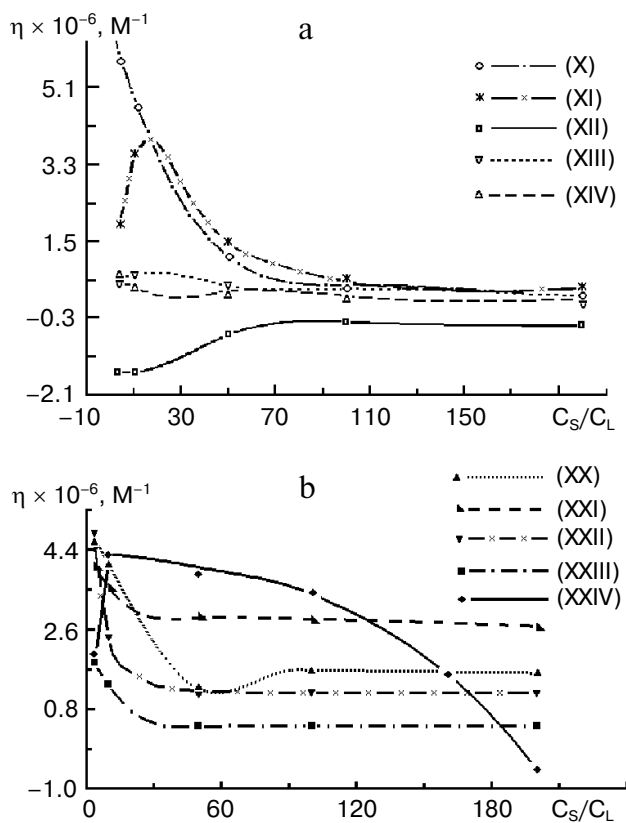 η × 10⁻⁶, M⁻¹
a
5.1
3.3
1.5
−0.3
−2.1
−10
30
70
110
150
C_S/C_L
(X)
(XI)
(XII)
(XIII)
(XIV)
η × 10⁻⁶, M⁻¹
b
4.4
2.6
0.8
−1.0
0
60
120
180
C_S/C_L
(XX)
(XXI)
(XXII)
(XXIII)
(XXIV)